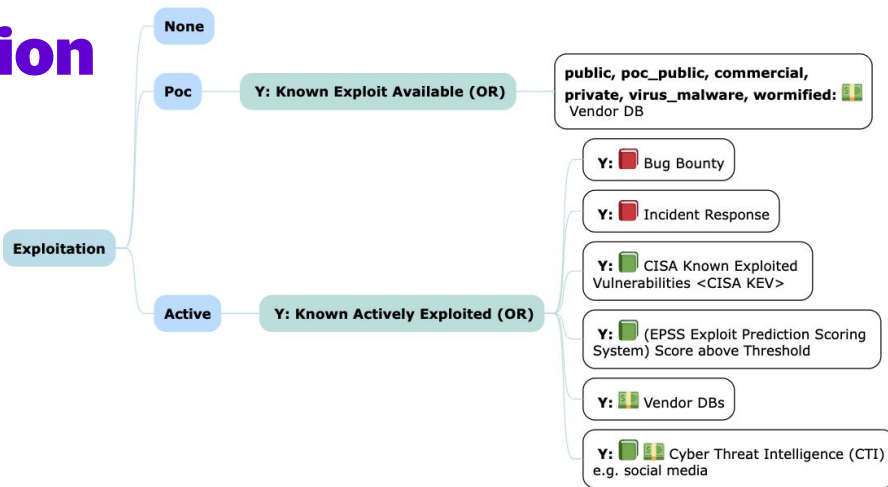 ion
None
Poc
Y: Known Exploit Available (OR)
public, poc_public, commercial,
private, virus_malware, wormified:
Vendor DB
Y: Bug Bounty
Y: Incident Response
Exploitation
Y: CISA Known Exploited
Vulnerabilities <CISA KEV>
Active
Y: Known Actively Exploited (OR)
Y: (EPSS Exploit Prediction Scoring
System) Score above Threshold
Y: Vendor DBs
Y: Cyber Threat Intelligence (CTI)
e.g. social media